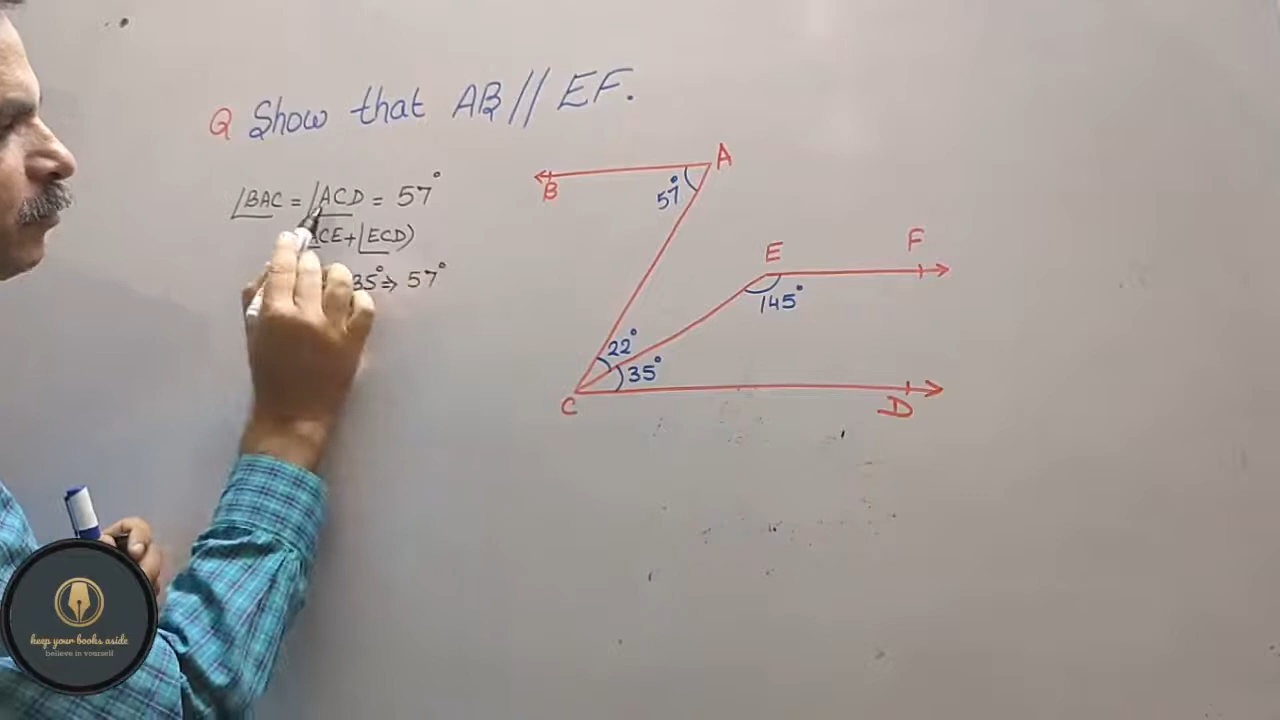 Q Show that AB // EF.
∠BAC = ∠ACD = 57°
CE + ∠ECD)
35° ⇒ 57°
A
B
57°
E
F
145°
22°
35°
C
D
keep your books aside
believe in yourself